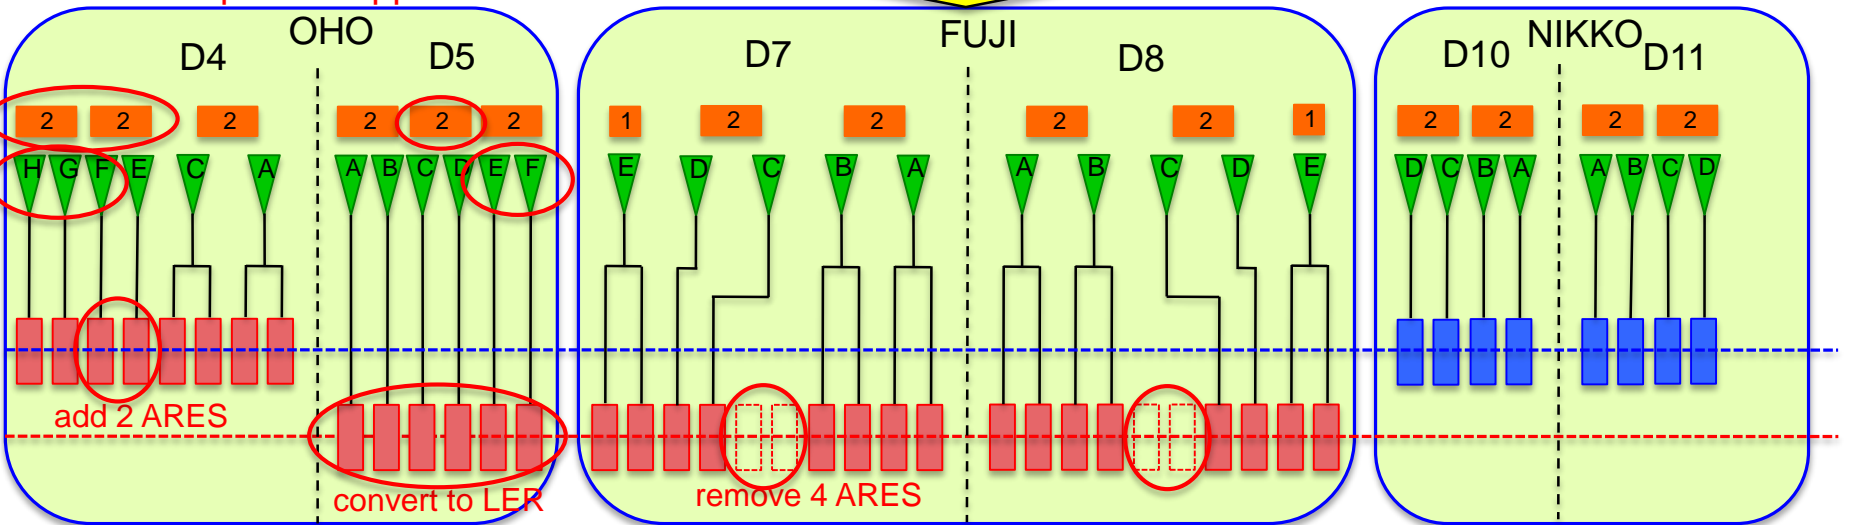 OHO
FUJI
NIKKO
D4
D5
D7
D8
D10
D11
2 2 2 2 2 2 1 2 2 2 2 1 2 2 2 2
H G F E C A A B C D E F E D C B A A B C D E D C B A A B C D
add 2 ARES
convert to LER
remove 4 ARES